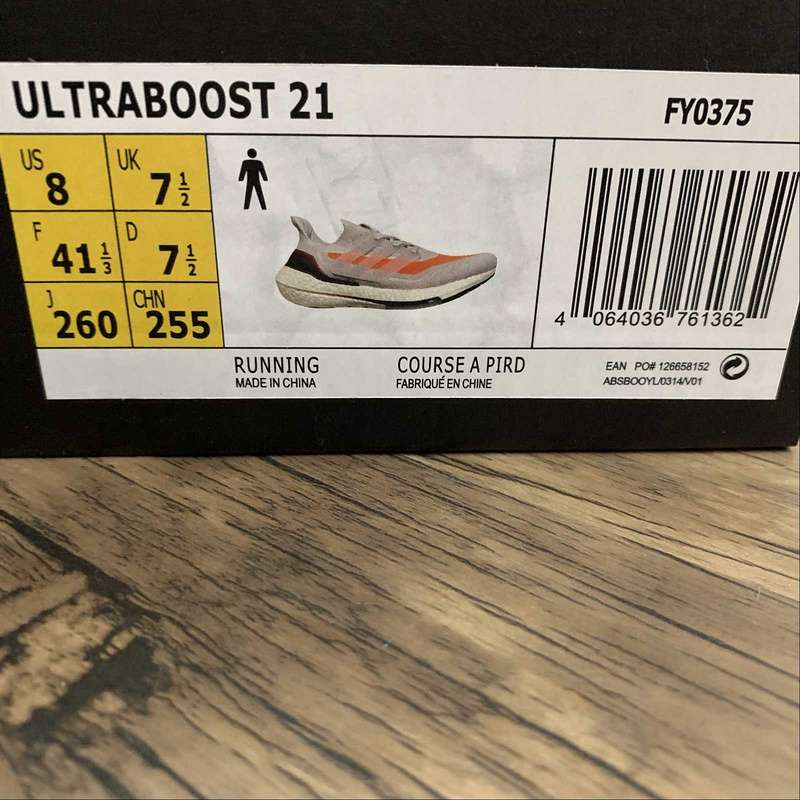 ULTRABOOST 21
FY0375
US 8
UK 7 1/2
F 41 1/3
D 7 1/2
J 260
CHN 255
4 064036 761362
RUNNING
MADE IN CHINA
COURSE A PIRD
FABRIQUÉ EN CHINE
EAN PO# 126658152
ABSBOOYL/0314/V01